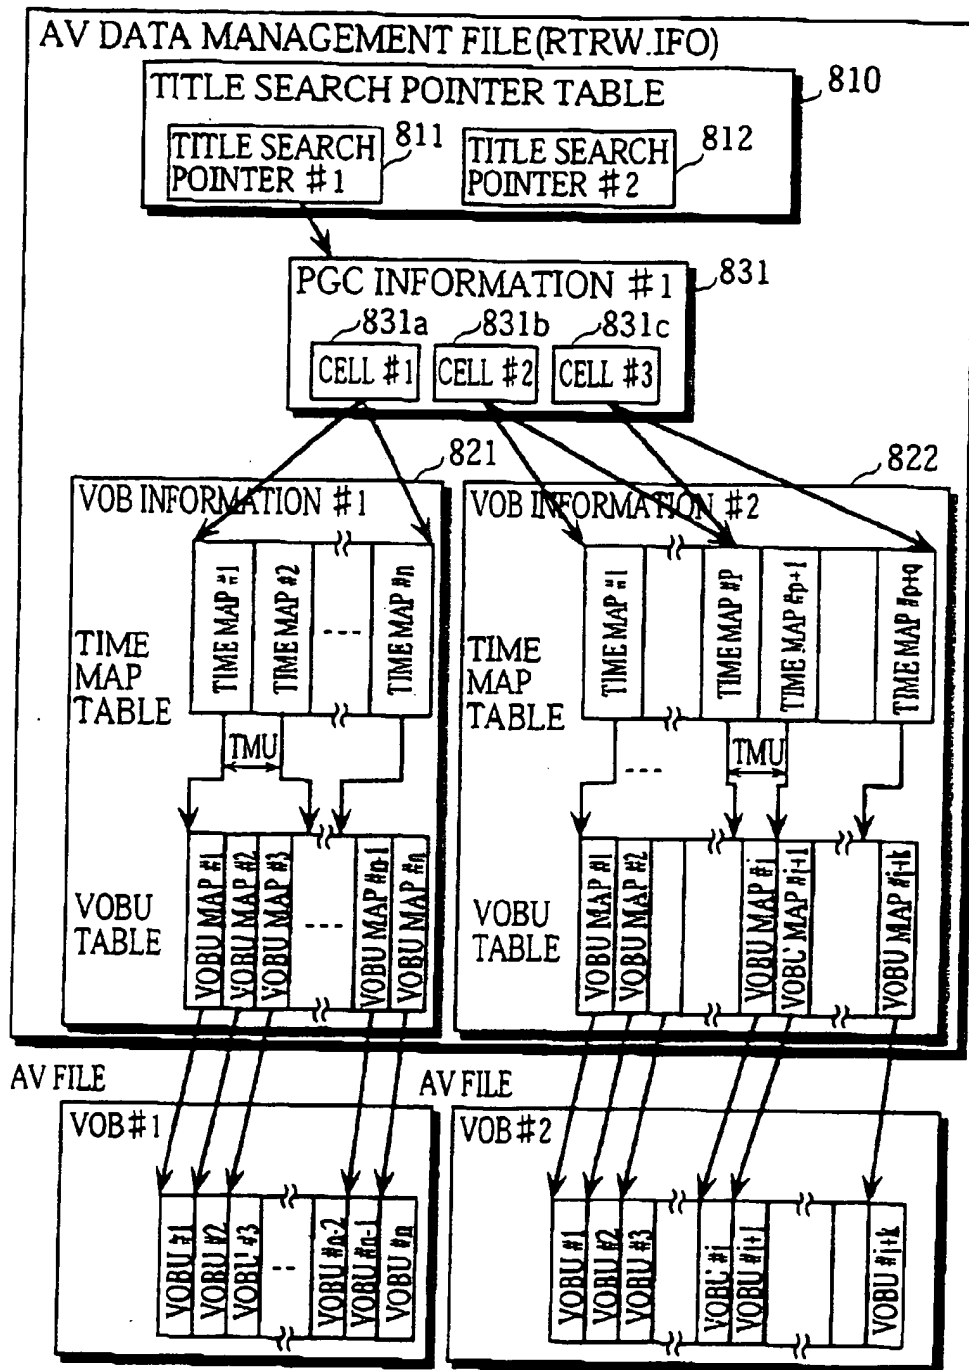 AV DATA MANAGEMENT FILE(RTRW.IFO)
TITLE SEARCH POINTER TABLE
810
TITLE SEARCH
POINTER #1
811
TITLE SEARCH
POINTER #2
812
PGC INFORMATION #1
831
831a
831b
831c
CELL #1
CELL #2
CELL #3
821
822
VOB INFORMATION #1
TIME
MAP
TABLE
TIME MAP #1
TIME MAP #2
----
TIME MAP #n
TMU
VOBU
TABLE
VOBU MAP #1
VOBU MAP #2
VOBU MAP #3
----
VOBU MAP #n-1
VOBU MAP #n
VOB INFORMATION #2
TIME
MAP
TABLE
TIME MAP #1
TIME MAP #P
TIME MAP #p+1
TIME MAP #p+q
----
TMU
VOBU
TABLE
VOBU MAP #1
VOBU MAP #2
VOBU MAP #i
VOBU MAP #i+1
VOBU MAP #i+k
AV FILE
VOB#1
VOBU #1
VOBU #2
VOBU #3
--
VOBU #n-2
VOBU #n-1
VOBU #n
AV FILE
VOB#2
VOBU #1
VOBU #2
VOBU #3
VOBU #i
VOBU #i+1
VOBU #i+k